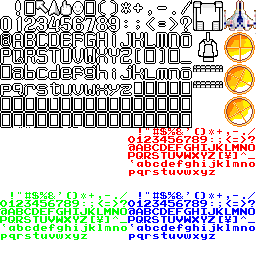 ()*+,-./
0123456789:;<=>?
@ABCDEFGHIJKLMNO
PQRSTUVWXYZ[]_
abcdefghijklmno
pqrstuvwxyz
!"#$%&'()*+,-./
0123456789:;<=>?
@ABCDEFGHIJKLMNO
PQRSTUVWXYZ[¥]^_
`abcdefghijklmno
pqrstuvwxyz
!"#$%&'()*+,-./
0123456789:;<=>?
@ABCDEFGHIJKLMNO
PQRSTUVWXYZ[¥]^_
`abcdefghijklmno
pqrstuvwxyz
!"#$%&'()*+,-./
0123456789:;<=>?
@ABCDEFGHIJKLMNO
PQRSTUVWXYZ[¥]^_
`abcdefghijklmno
pqrstuvwxyz